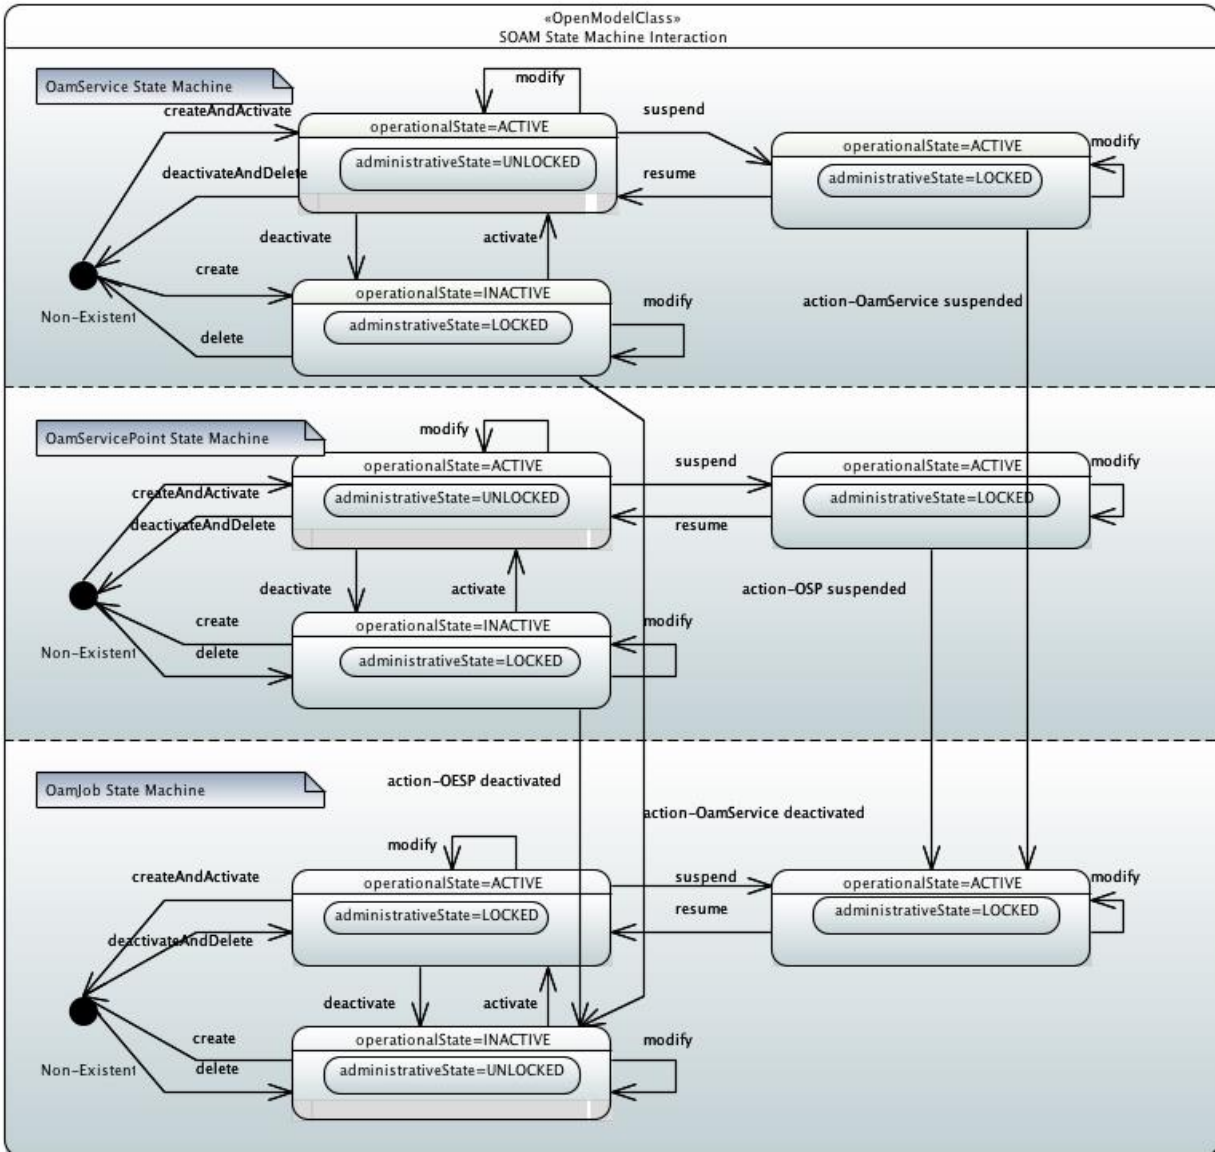 «OpenModelClass»
SOAM State Machine Interaction
OamService State Machine
modify
createAndActivate
suspend
operationalState=ACTIVE
administrativeState=UNLOCKED
operationalState=ACTIVE
administrativeState=LOCKED
modify
deactivateAndDelete
resume
deactivate
activate
create
operationalState=INACTIVE
adminstrativeState=LOCKED
modify
action-OamService suspended
Non-Existent
delete
OamServicePoint State Machine
modify
operationalState=ACTIVE
administrativeState=UNLOCKED
suspend
operationalState=ACTIVE
administrativeState=LOCKED
modify
createAndActivate
deactivateAndDelete
resume
deactivate
activate
action-OSP suspended
create
operationalState=INACTIVE
administrativeState=LOCKED
modify
Non-Existent
delete
OamJob State Machine
action-OESP deactivated
action-OamService deactivated
modify
createAndActivate
operationalState=ACTIVE
administrativeState=LOCKED
suspend
operationalState=ACTIVE
administrativeState=LOCKED
modify
resume
deactivateAndDelete
deactivate
activate
create
operationalState=INACTIVE
administrativeState=UNLOCKED
modify
Non-Existent
delete